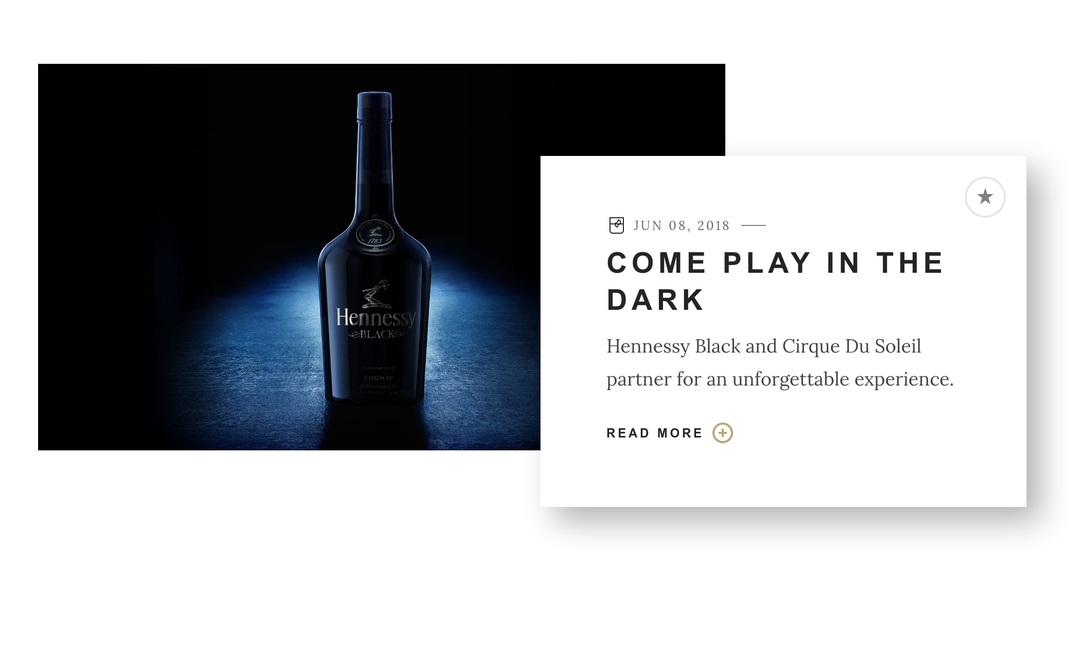 1765
Hennessy
BLACK
COGNAC
JUN 08, 2018
COME PLAY IN THE
DARK
Hennessy Black and Cirque Du Soleil
partner for an unforgettable experience.
READ MORE